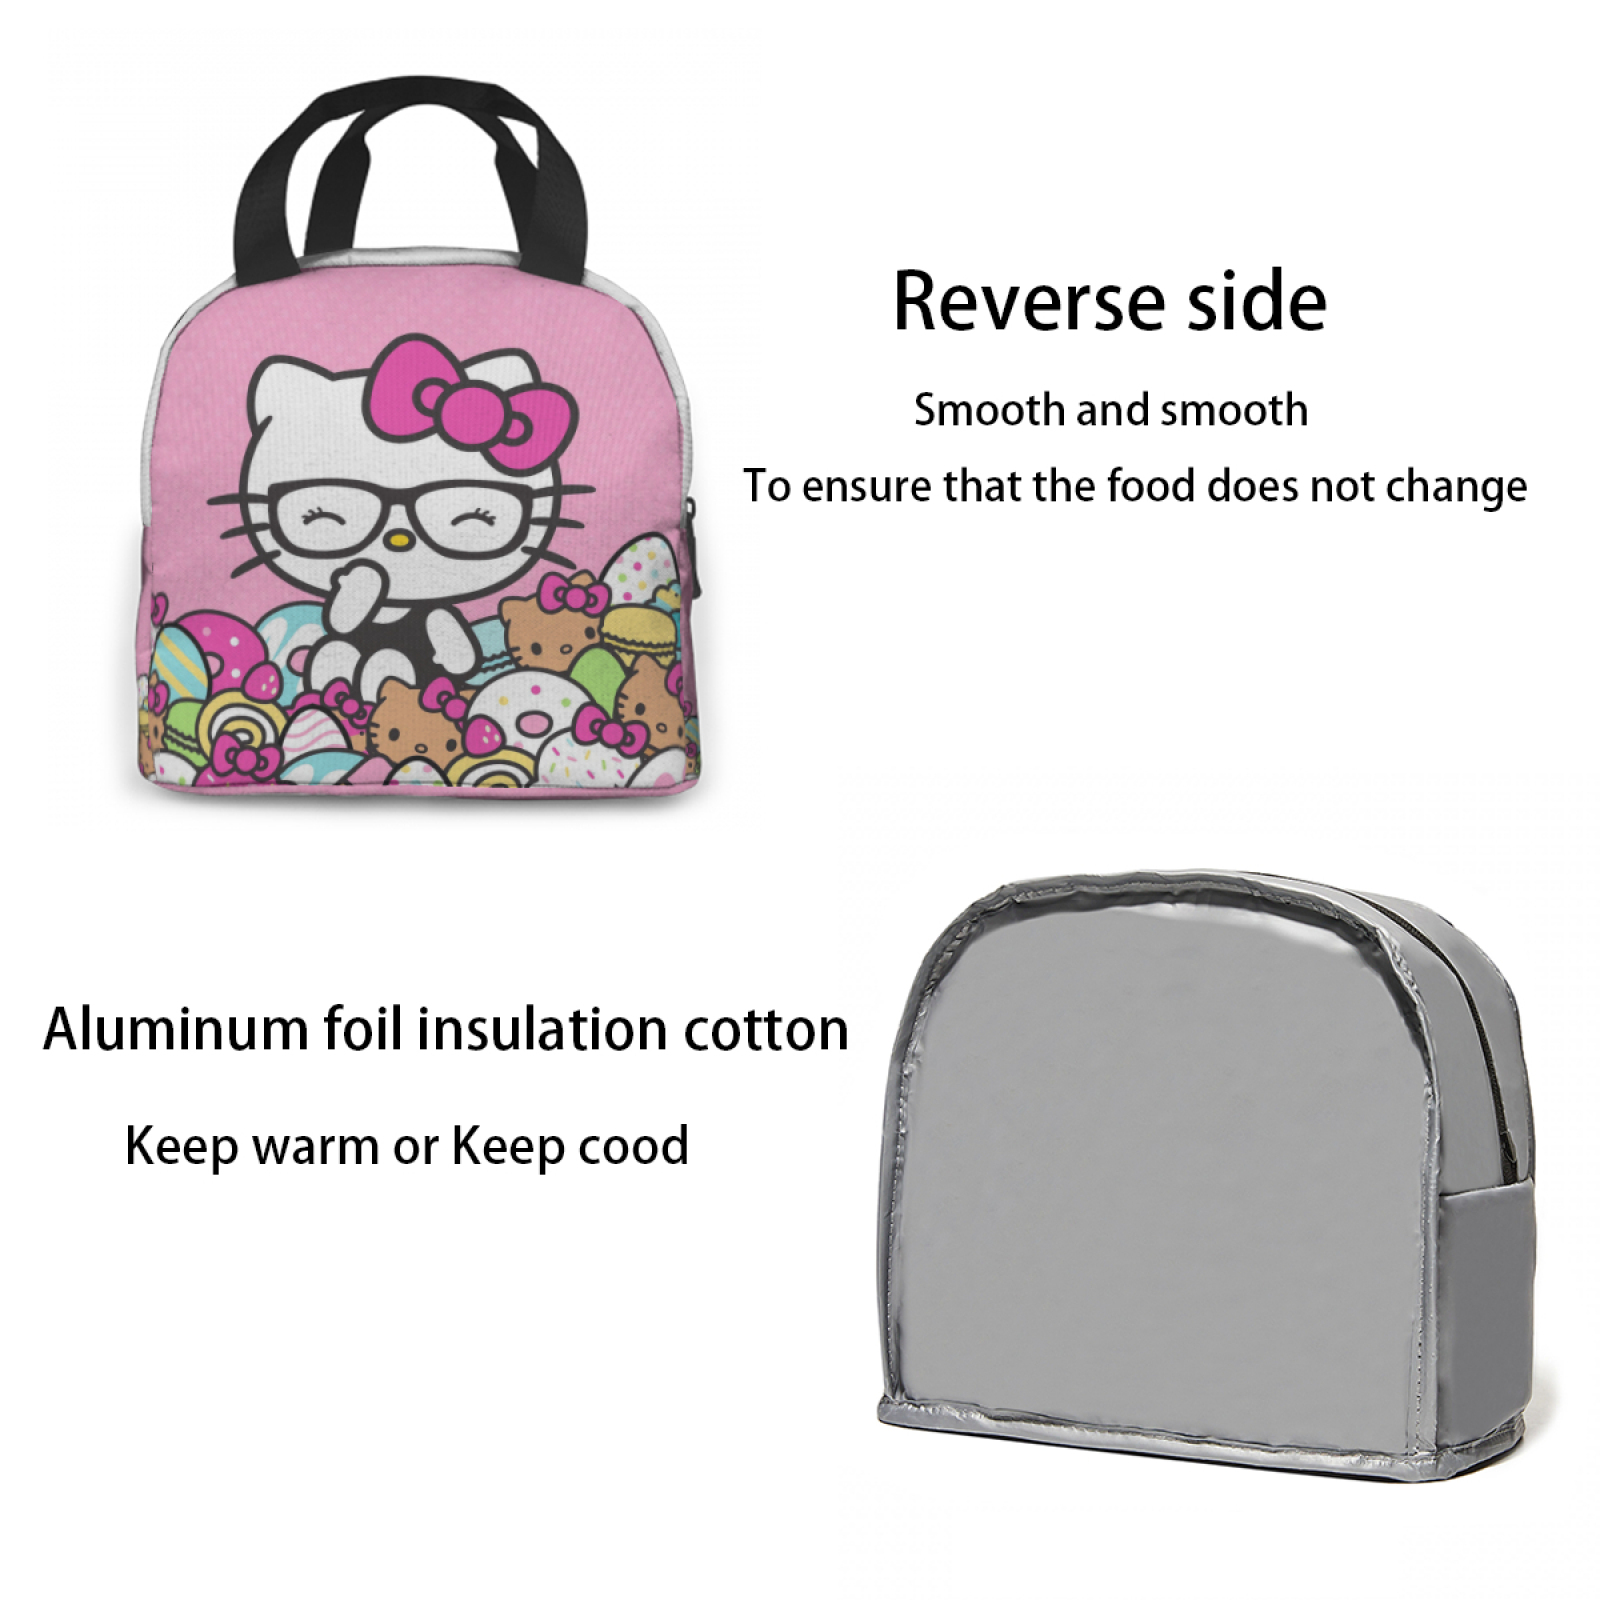 Reverse side
Smooth and smooth
To ensure that the food does not change
Aluminum foil insulation cotton
Keep warm or Keep cood